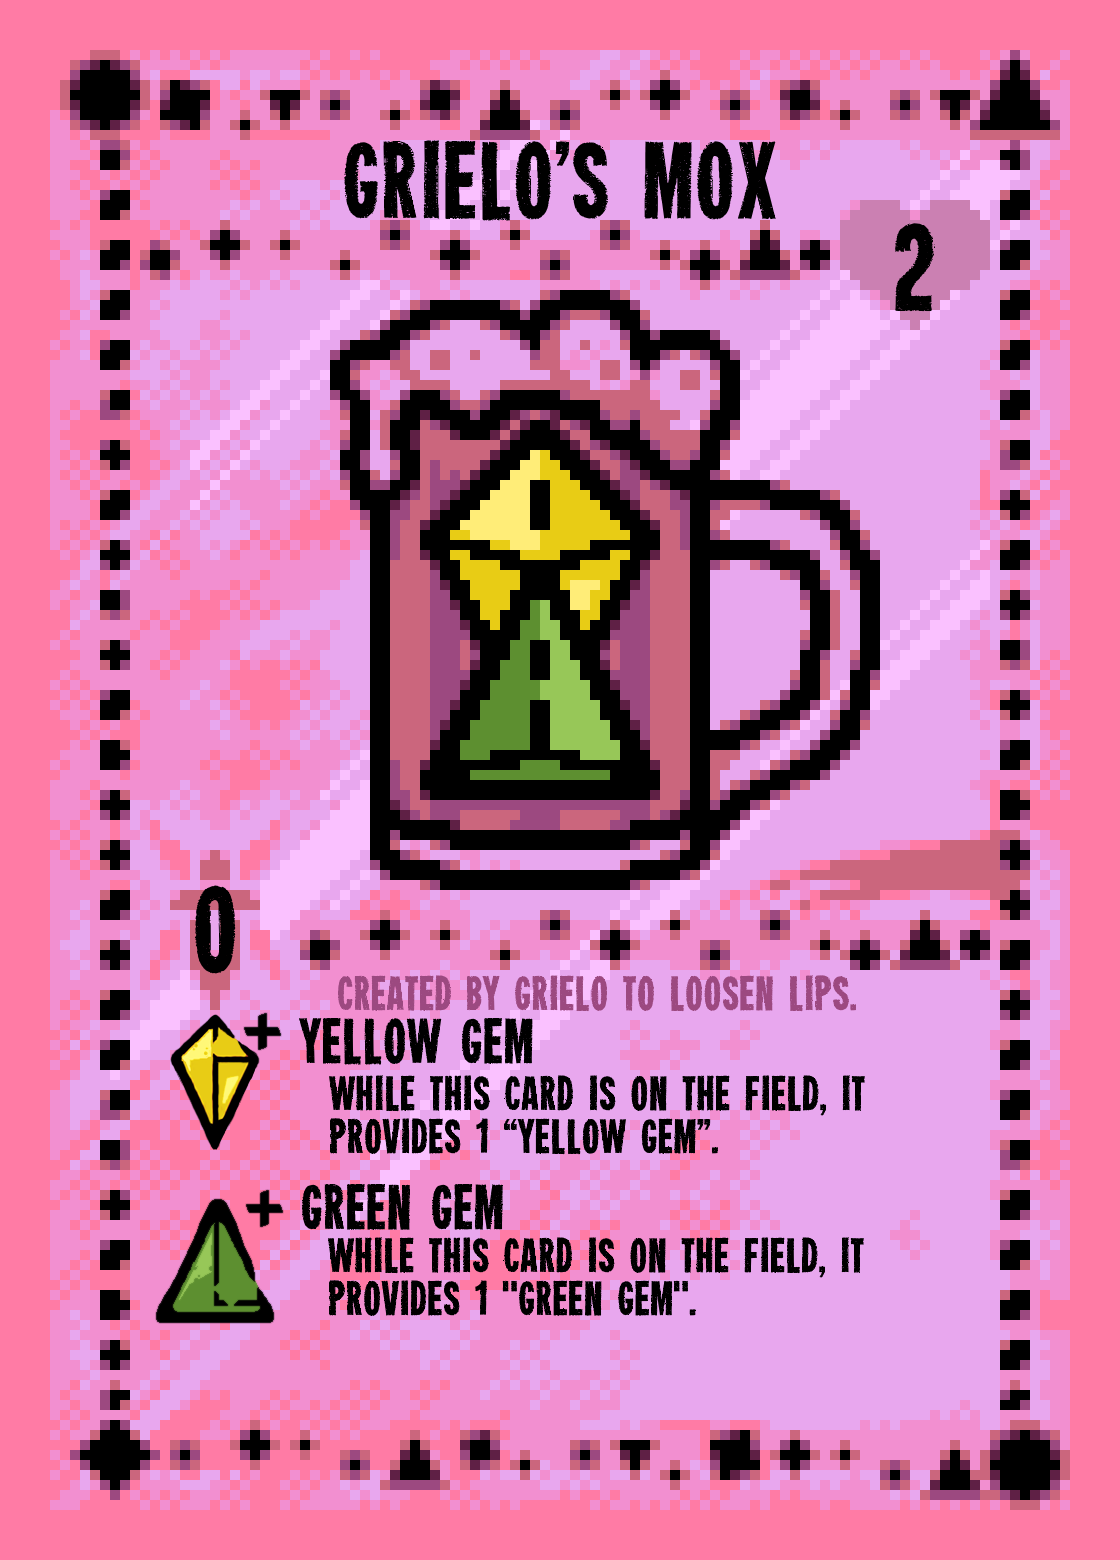 GRIELO'S MOX
2
0
CREATED BY GRIELO TO LOOSEN LIPS.
+ YELLOW GEM
WHILE THIS CARD IS ON THE FIELD, IT
PROVIDES 1 “YELLOW GEM”.
+ GREEN GEM
WHILE THIS CARD IS ON THE FIELD, IT
PROVIDES 1 "GREEN GEM".